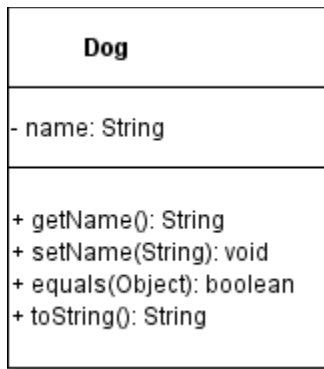 Dog
- name: String
+ getName(): String
+ setName(String): void
+ equals(Object): boolean
+ toString(): String